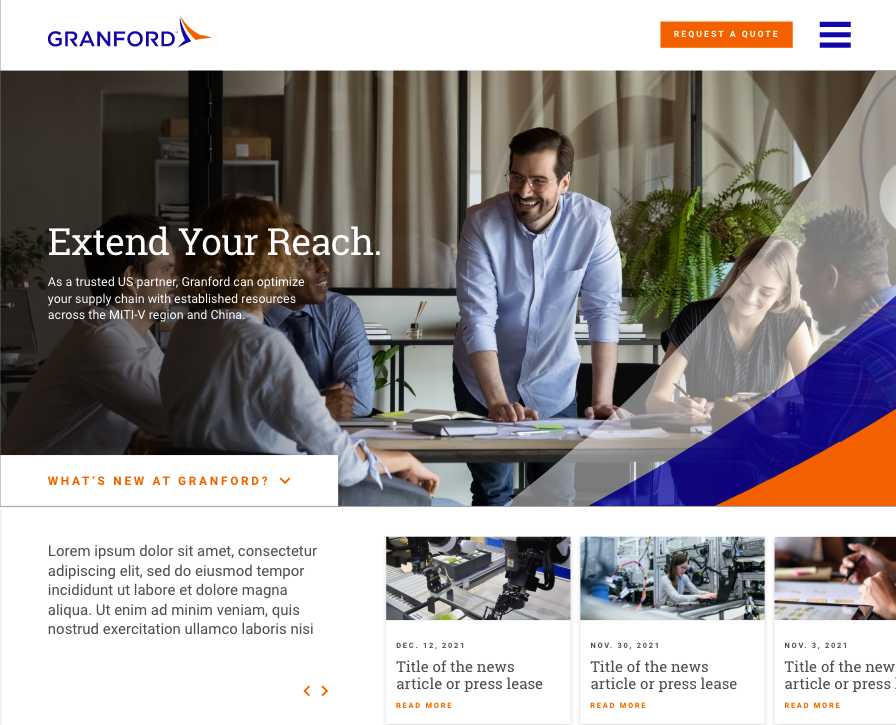 GRANFORD
REQUEST A QUOTE
Extend Your Reach.
As a trusted US partner, Granford can optimize
your supply chain with established resources
across the MITI-V region and China.
WHAT'S NEW AT GRANFORD?
Lorem ipsum dolor sit amet, consectetur
adipiscing elit, sed do eiusmod tempor
incididunt ut labore et dolore magna
aliqua. Ut enim ad minim veniam, quis
nostrud exercitation ullamco laboris nisi
DEC. 12, 2021
Title of the news
article or press lease
READ MORE
NOV. 30, 2021
Title of the news
article or press lease
READ MORE
NOV. 3, 2021
Title of the new
article or press
READ MORE